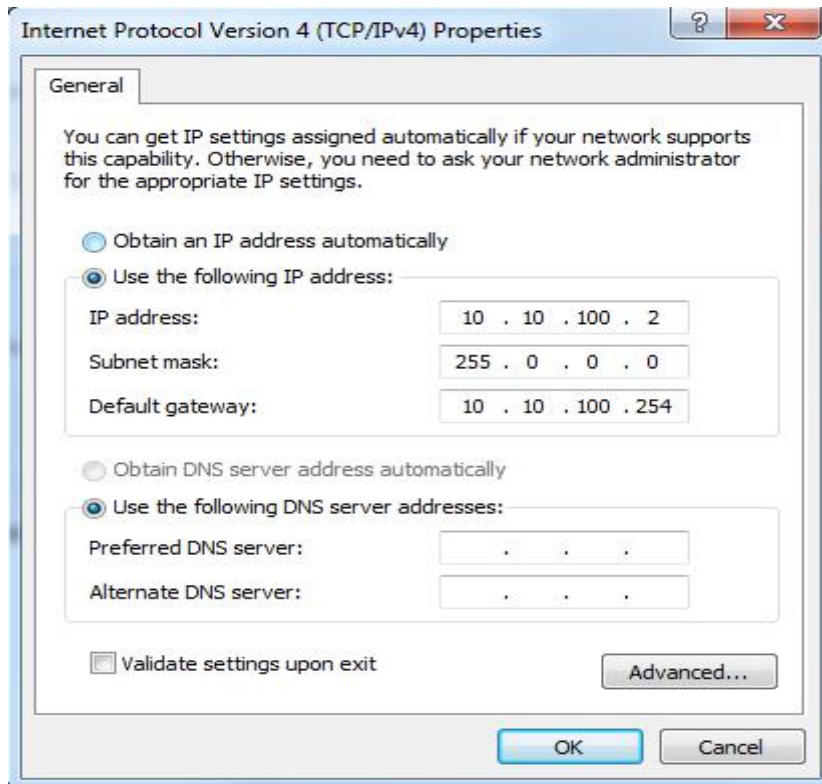 Internet Protocol Version 4 (TCP/IPv4) Properties
?
X
General
You can get IP settings assigned automatically if your network supports
this capability. Otherwise, you need to ask your network administrator
for the appropriate IP settings.
Obtain an IP address automatically
Use the following IP address:
IP address: 10 . 10 . 100 . 2
Subnet mask: 255 . 0 . 0 . 0
Default gateway: 10 . 10 . 100 . 254
Obtain DNS server address automatically
Use the following DNS server addresses:
Preferred DNS server: . . .
Alternate DNS server: . . .
Validate settings upon exit
Advanced...
OK Cancel